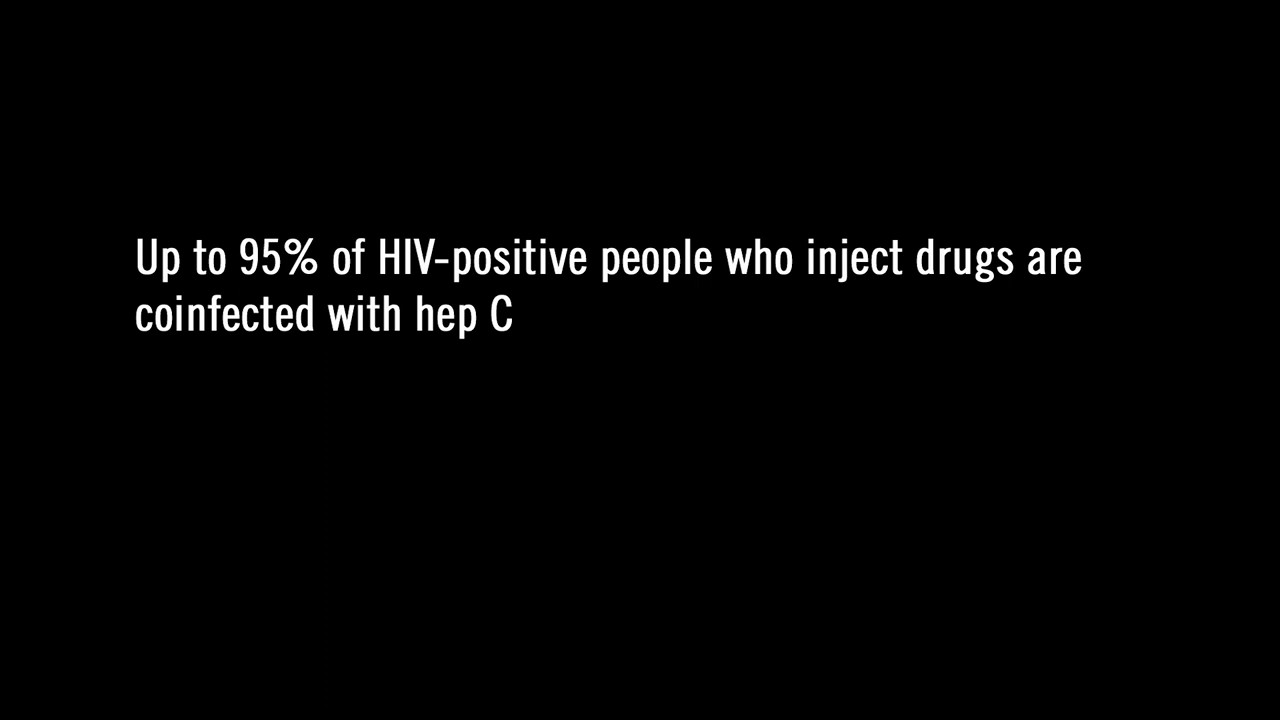 Up to 95% of HIV-positive people who inject drugs are
coinfected with hep C